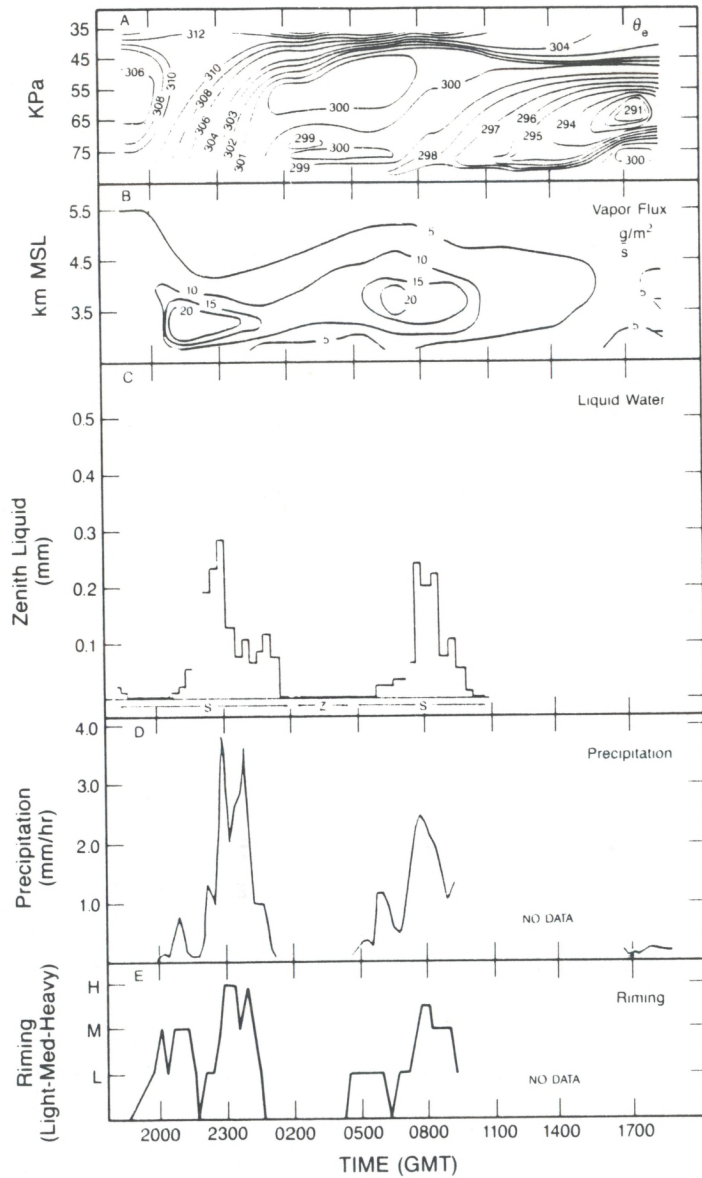 A
θe
KPa
35
45
55
65
75
312
304
306
310
308
310
308
306
304
303
302
301
300
300
299
300
299
298
297
296
295
294
291
300
B
Vapor Flux
g/m²
s
km MSL
5.5
4.5
3.5
5
10
10
15
20
15
20
5
5
5
C
Liquid Water
Zenith Liquid
(mm)
0.5
0.4
0.3
0.2
0.1
S
Z
S
D
Precipitation
Precipitation
(mm/hr)
4.0
3.0
2.0
1.0
NO DATA
E
Riming
Riming
(Light-Med-Heavy)
H
M
L
NO DATA
2000 2300 0200 0500 0800 1100 1400 1700
TIME (GMT)